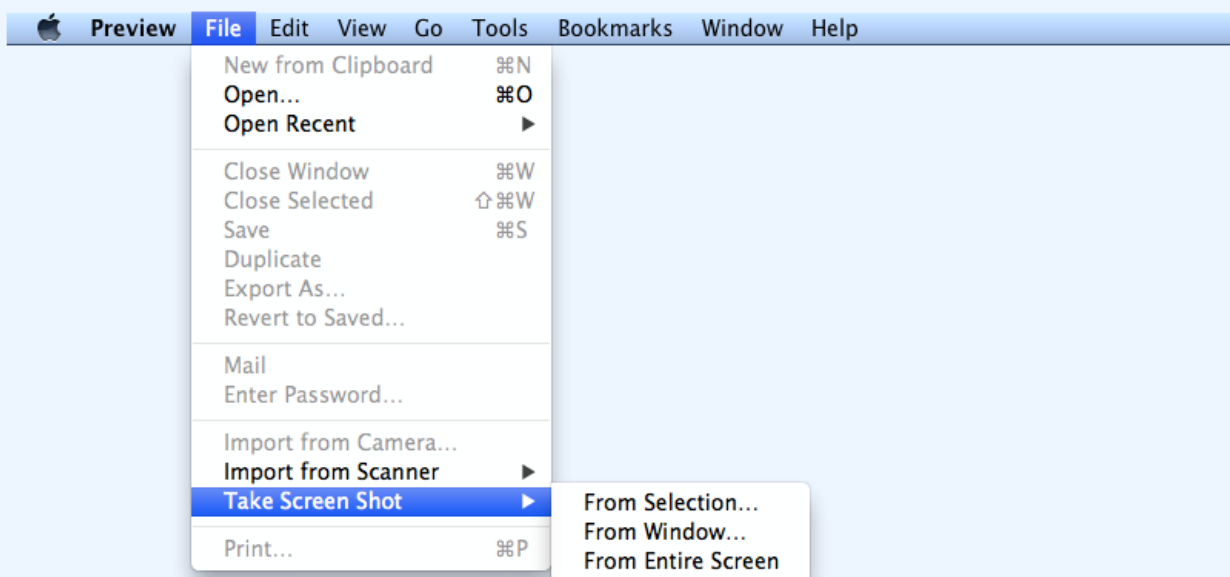 Preview File Edit View Go Tools Bookmarks Window Help
New from Clipboard ⌘N
Open... ⌘O
Open Recent ▶
Close Window ⌘W
Close Selected ⇧⌘W
Save ⌘S
Duplicate
Export As...
Revert to Saved...
Mail
Enter Password...
Import from Camera...
Import from Scanner ▶
Take Screen Shot ▶
From Selection...
From Window...
From Entire Screen
Print... ⌘P